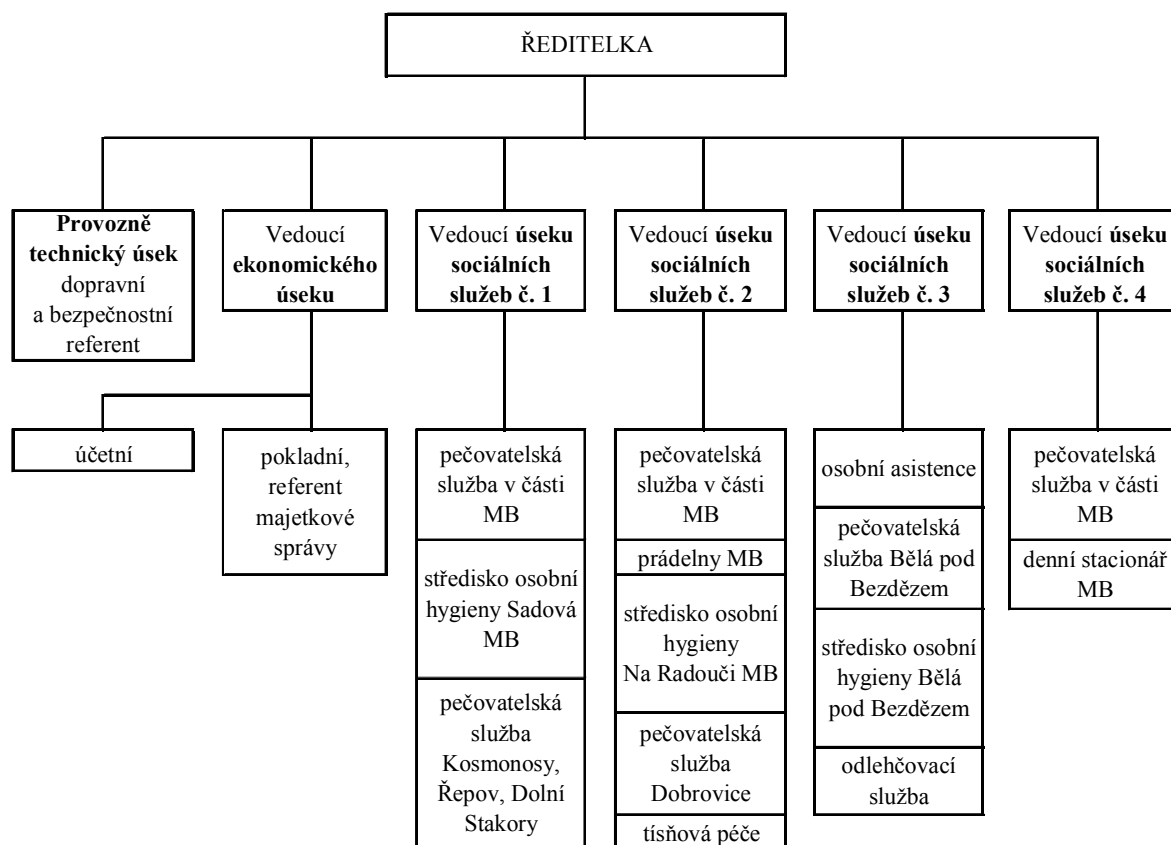 ŘEDITELKA
Provozně
technický úsek
dopravní
a bezpečnostní
referent
Vedoucí
ekonomického
úseku
Vedoucí úseku
sociálních
služeb č. 1
Vedoucí úseku
sociálních
služeb č. 2
Vedoucí úseku
sociálních
služeb č. 3
Vedoucí úseku
sociálních
služeb č. 4
účetní
pokladní,
referent
majetkové
správy
pečovatelská
služba v části
MB
středisko osobní
hygieny Sadová
MB
pečovatelská
služba
Kosmonosy,
Řepov, Dolní
Stakory
pečovatelská
služba v části
MB
prádelny MB
středisko osobní
hygieny
Na Radouči MB
pečovatelská
služba
Dobrovice
tísňová péče
osobní asistence
pečovatelská
služba Bělá pod
Bezdězem
středisko osobní
hygieny Bělá
pod Bezdězem
odlehčovací
služba
pečovatelská
služba v části
MB
denní stacionář
MB